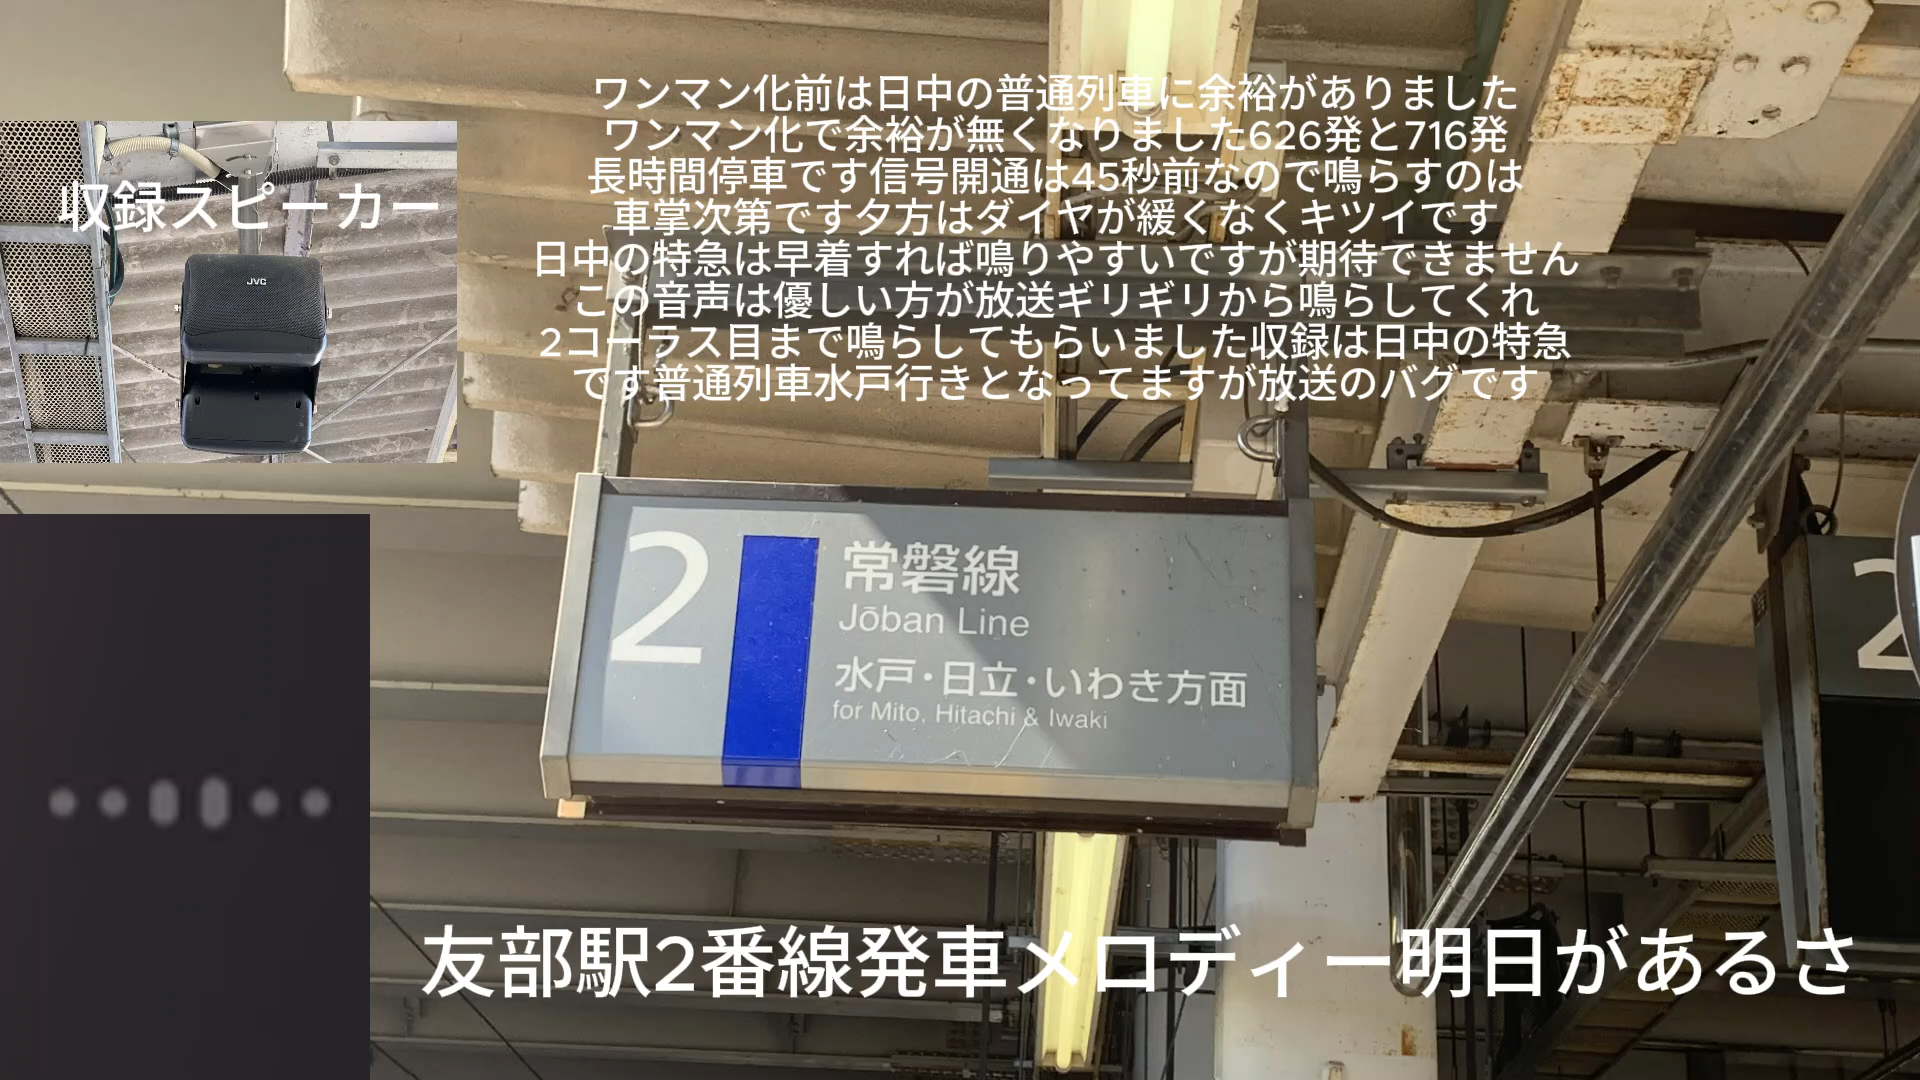 ワンマン化前は日中の普通列車に余裕がありました
ワンマン化で余裕が無くなりました626発と716発
長時間停車です信号開通は45秒前なので鳴らすのは
車掌次第です夕方はダイヤが緩くなくキツイです
日中の特急は早着すれば鳴りやすいですが期待できません
この音声は優しい方が放送ギリギリから鳴らしてくれ
2コーラス目まで鳴らしてもらいました収録は日中の特急
です普通列車水戸行きとなってますが放送のバグです
収録スピーカー
JVC
2
常磐線
Jōban Line
水戸・日立・いわき方面
for Mito, Hitachi & Iwaki
2
友部駅2番線発車メロディー明日があるさ